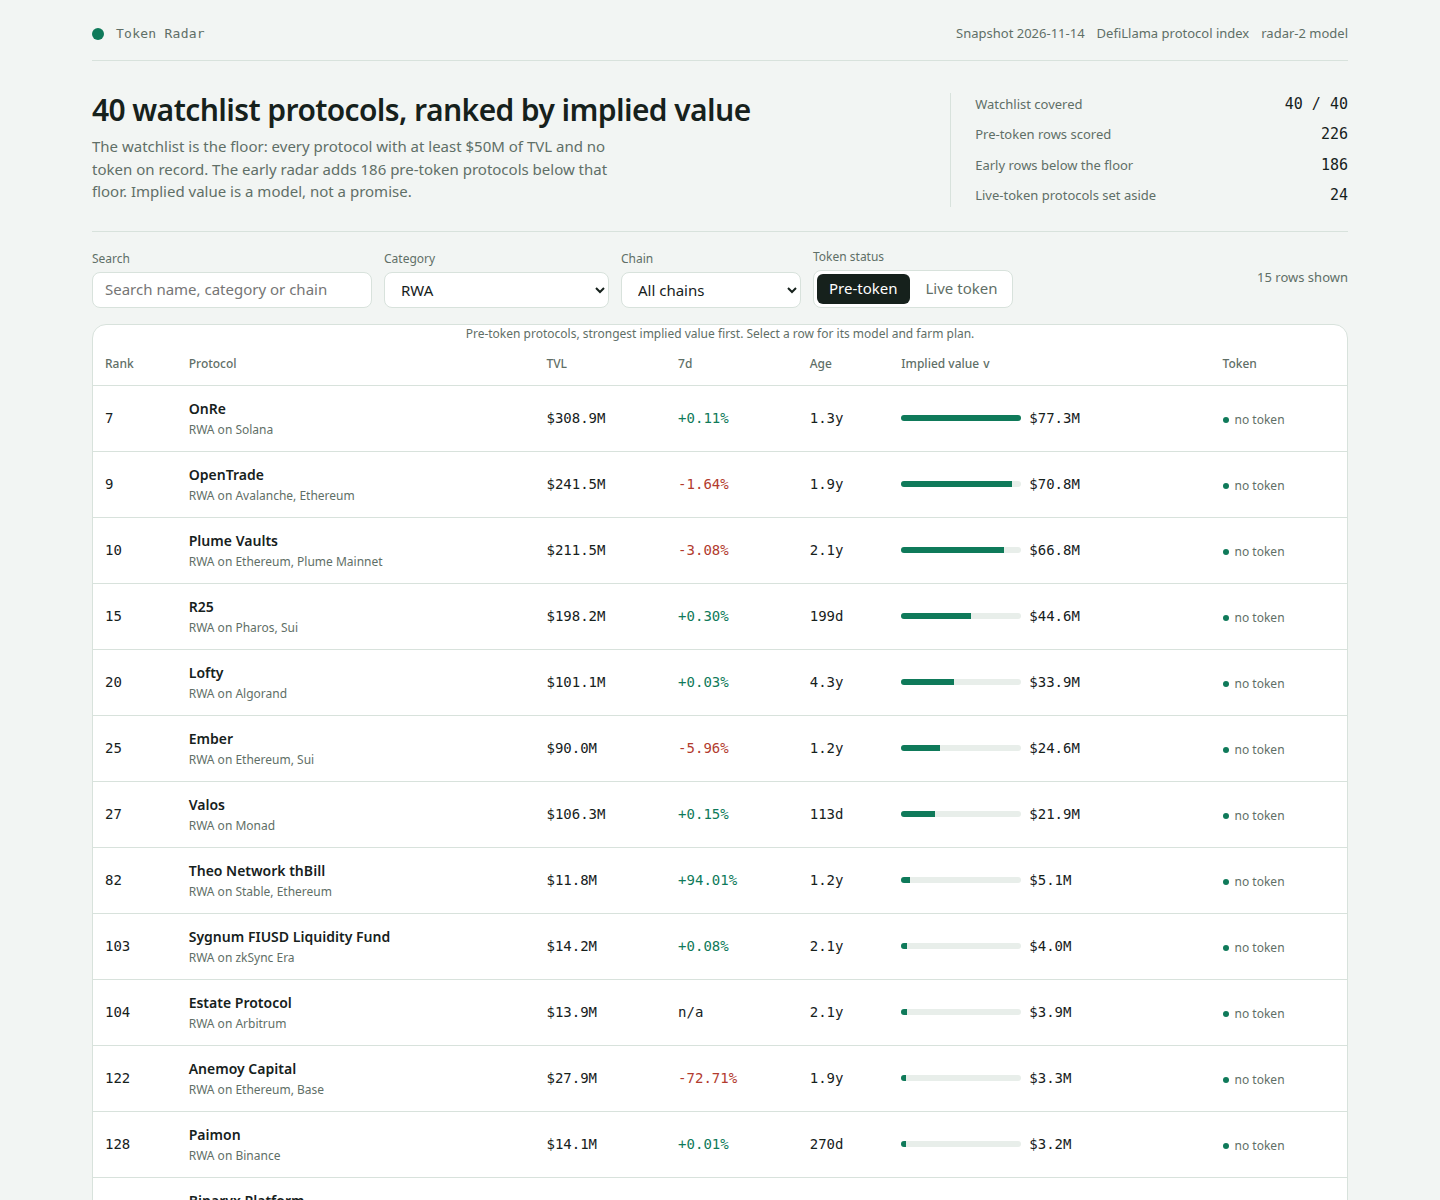 Token Radar
Snapshot 2026-11-14 DefiLlama protocol index radar-2 model
40 watchlist protocols, ranked by implied value
The watchlist is the floor: every protocol with at least $50M of TVL and no
token on record. The early radar adds 186 pre-token protocols below that
floor. Implied value is a model, not a promise.
Watchlist covered 40 / 40
Pre-token rows scored 226
Early rows below the floor 186
Live-token protocols set aside 24
Search Category Chain Token status
Search name, category or chain RWA All chains Pre-token Live token 15 rows shown
Pre-token protocols, strongest implied value first. Select a row for its model and farm plan.
Rank Protocol TVL 7d Age Implied value v Token
7 OnRe $308.9M +0.11% 1.3y $77.3M no token
RWA on Solana
9 OpenTrade $241.5M -1.64% 1.9y $70.8M no token
RWA on Avalanche, Ethereum
10 Plume Vaults $211.5M -3.08% 2.1y $66.8M no token
RWA on Ethereum, Plume Mainnet
15 R25 $198.2M +0.30% 199d $44.6M no token
RWA on Pharos, Sui
20 Lofty $101.1M +0.03% 4.3y $33.9M no token
RWA on Algorand
25 Ember $90.0M -5.96% 1.2y $24.6M no token
RWA on Ethereum, Sui
27 Valos $106.3M +0.15% 113d $21.9M no token
RWA on Monad
82 Theo Network thBill $11.8M +94.01% 1.2y $5.1M no token
RWA on Stable, Ethereum
103 Sygnum FIUSD Liquidity Fund $14.2M +0.08% 2.1y $4.0M no token
RWA on zkSync Era
104 Estate Protocol $13.9M n/a 2.1y $3.9M no token
RWA on Arbitrum
122 Anemoy Capital $27.9M -72.71% 1.9y $3.3M no token
RWA on Ethereum, Base
128 Paimon $14.1M +0.01% 270d $3.2M no token
RWA on Binance
Binaryx Platform